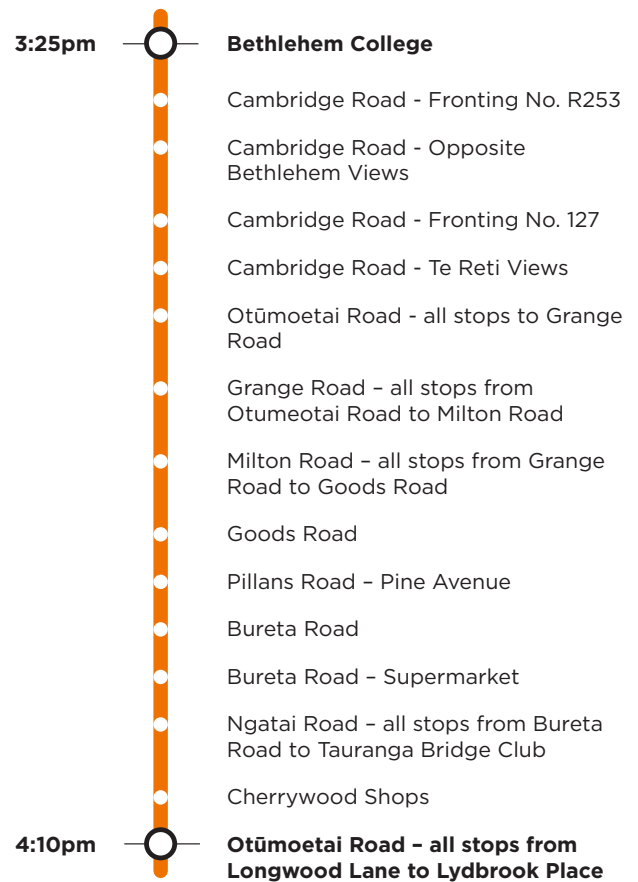 3:25pm Bethlehem College
Cambridge Road - Fronting No. R253
Cambridge Road - Opposite
Bethlehem Views
Cambridge Road - Fronting No. 127
Cambridge Road - Te Reti Views
Otūmoetai Road - all stops to Grange
Road
Grange Road – all stops from
Otumeotai Road to Milton Road
Milton Road – all stops from Grange
Road to Goods Road
Goods Road
Pillans Road – Pine Avenue
Bureta Road
Bureta Road – Supermarket
Ngatai Road – all stops from Bureta
Road to Tauranga Bridge Club
Cherrywood Shops
4:10pm Otūmoetai Road – all stops from
Longwood Lane to Lydbrook Place